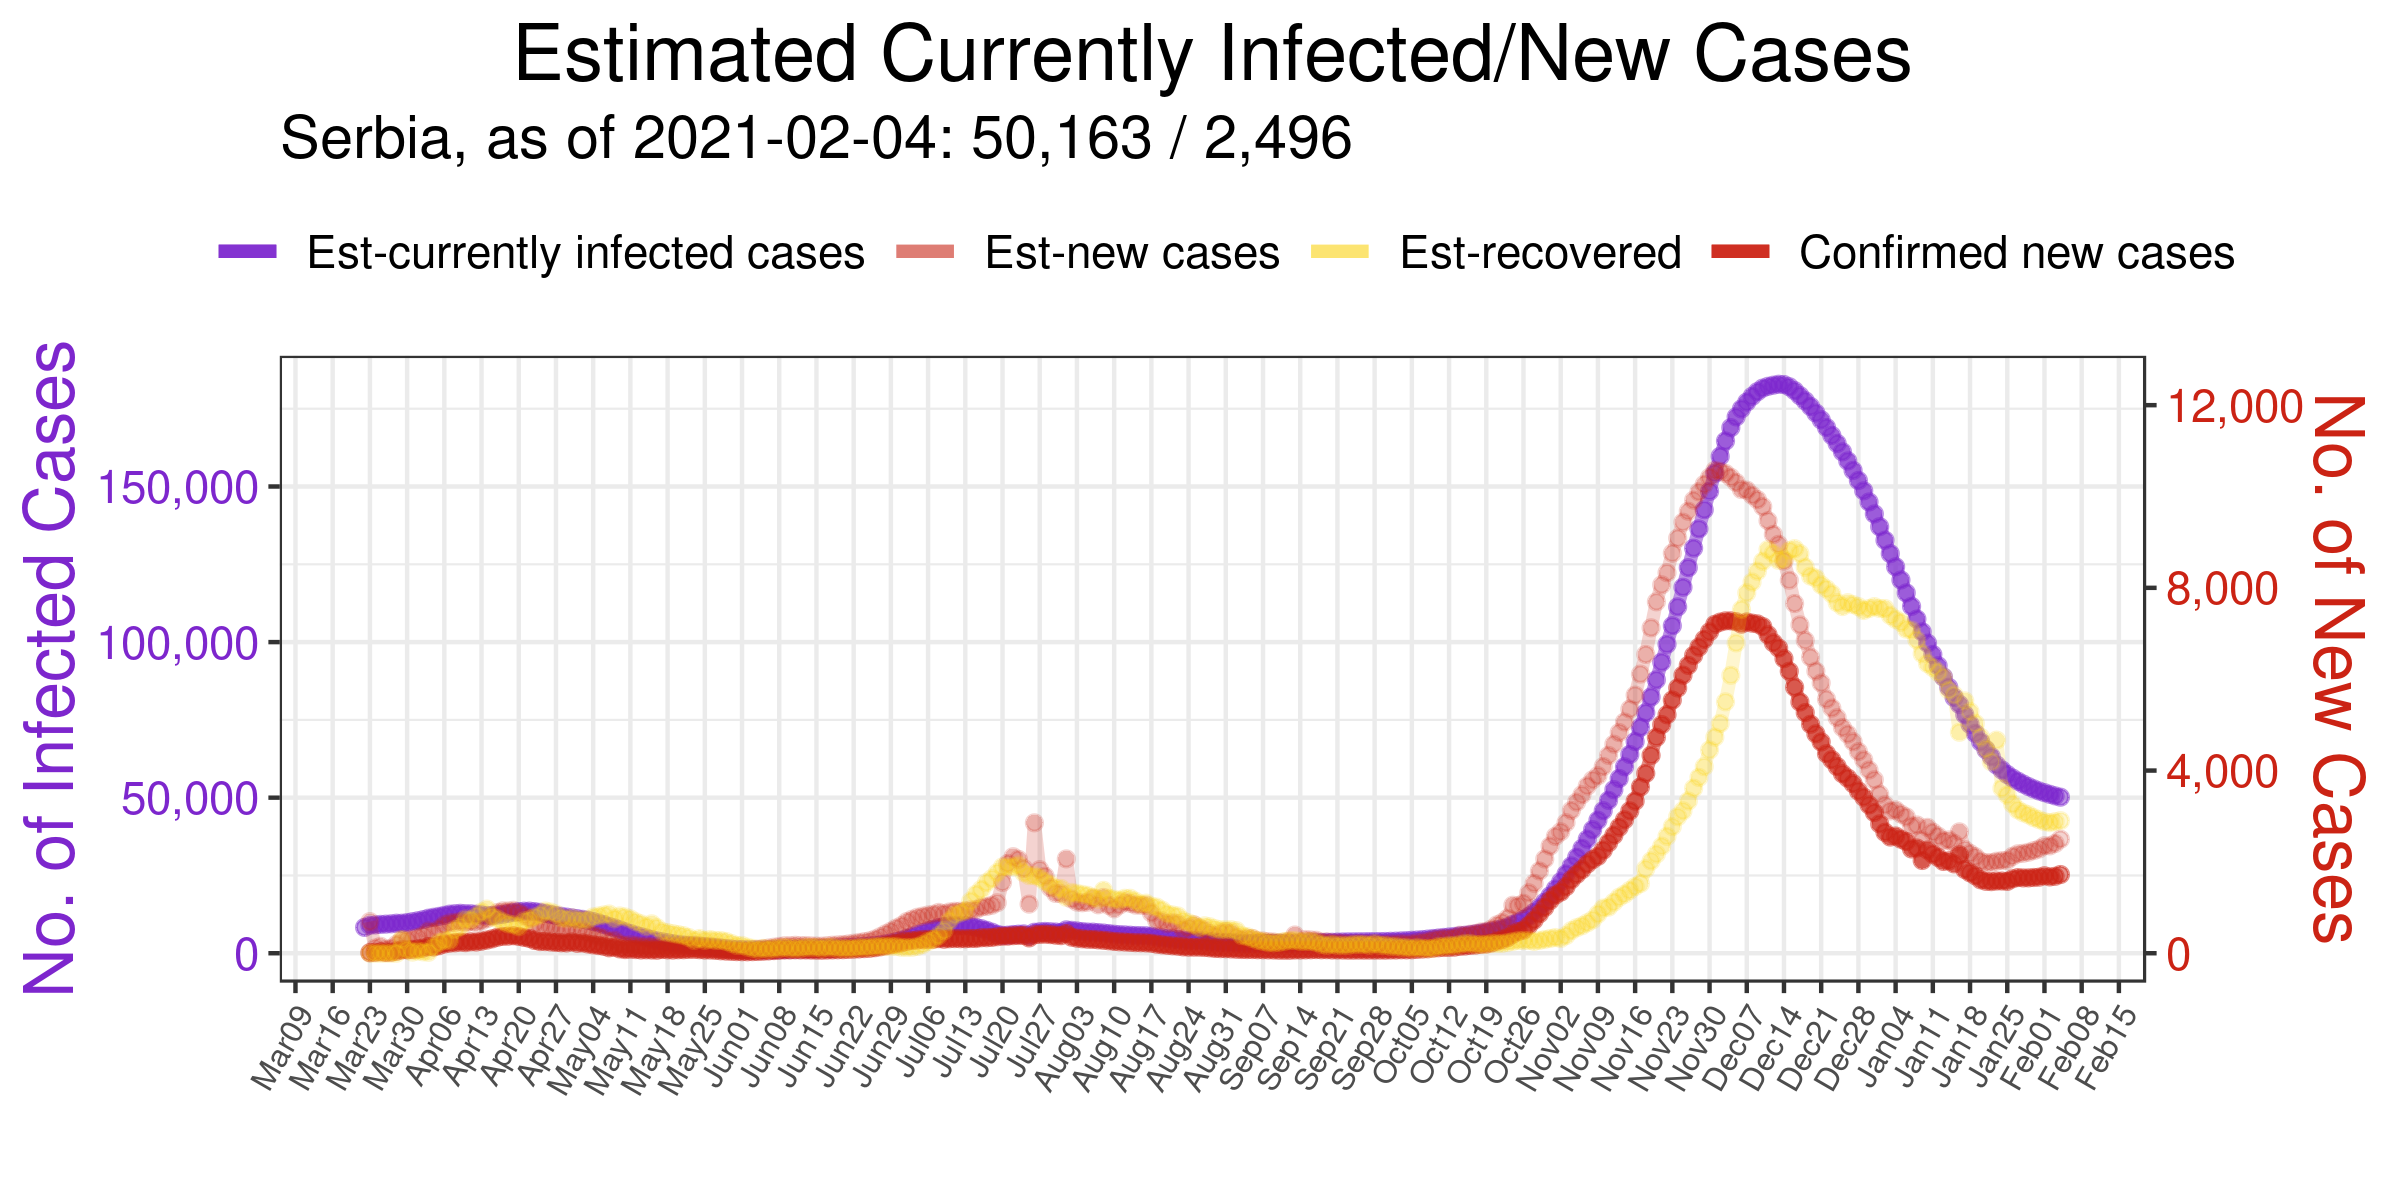 Estimated Currently Infected/New Cases
Serbia, as of 2021-02-04: 50,163 / 2,496
Est-currently infected cases Est-new cases Est-recovered Confirmed new cases
No. of Infected Cases
150,000
100,000
50,000
0
12,000
8,000
4,000
0
No. of New Cases
Mar09 Mar16 Mar23 Mar30 Apr06 Apr13 Apr20 Apr27 May04 May11 May18 May25 Jun01 Jun08 Jun15 Jun22 Jun29 Jul06 Jul13 Jul20 Jul27 Aug03 Aug10 Aug17 Aug24 Aug31 Sep07 Sep14 Sep21 Sep28 Oct05 Oct12 Oct19 Oct26 Nov02 Nov09 Nov16 Nov23 Nov30 Dec07 Dec14 Dec21 Dec28 Jan04 Jan11 Jan18 Jan25 Feb01 Feb08 Feb15